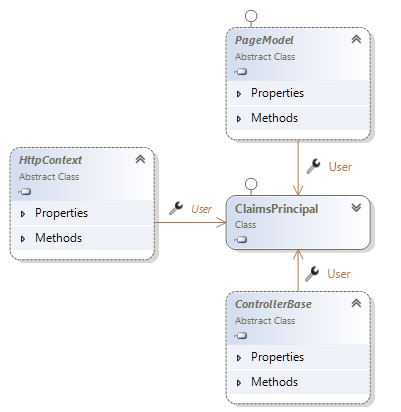 PageModel
Abstract Class
Properties
Methods
User
HttpContext
Abstract Class
Properties
Methods
User
ClaimsPrincipal
Class
User
ControllerBase
Abstract Class
Properties
Methods